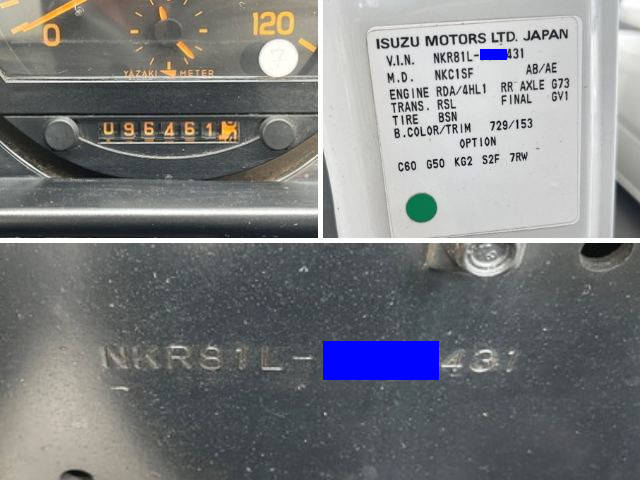 0
120
YAZAKI METER
096461
ISUZU MOTORS LTD. JAPAN
V.I.N. NKR81L- 431
M.D. NKC1SF AB/AE
ENGINE RDA/4HL1 RR AXLE G73
TRANS. RSL FINAL GV1
TIRE BSN
B.COLOR/TRIM 729/153
OPTION
C60 G50 KG2 S2F 7RW
NKR81L- 431